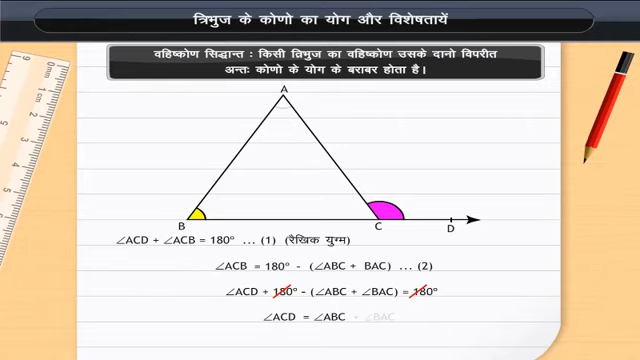 त्रिभुज के कोणो का योग और विशेषतायें
वहिष्कोण सिद्धान्त : किसी त्रिभुज का वहिष्कोण उसके दानो विपरीत
अन्तः कोणो के योग के बराबर होता है।
A
B
C
D
∠ACD + ∠ACB = 180° ... (1) (रैखिक युग्म)
∠ACB = 180° - (∠ABC + BAC) ... (2)
∠ACD + 180° - (∠ABC + ∠BAC) = 180°
∠ACD = ∠ABC + ∠BAC